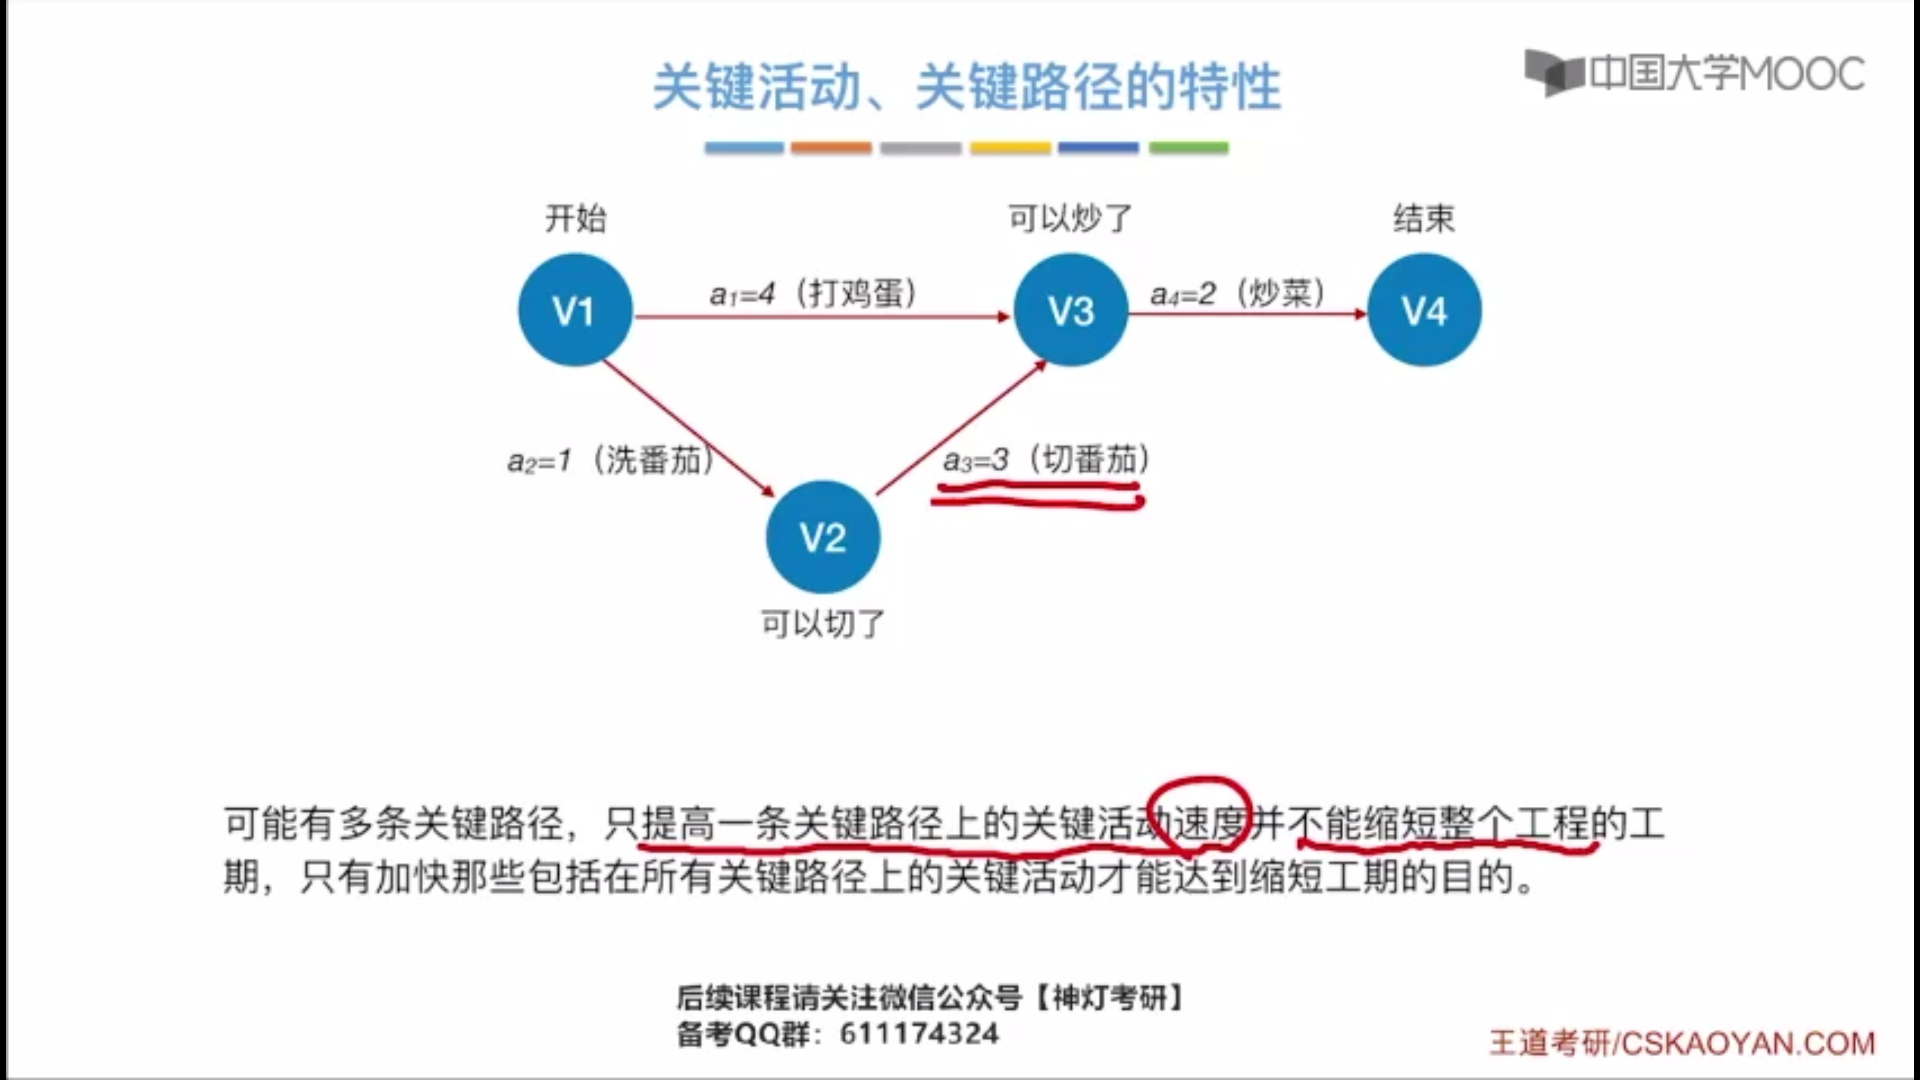 关键活动、关键路径的特性
中国大学MOOC
开始
可以炒了
结束
V1
a₁=4（打鸡蛋）
V3
a₄=2（炒菜）
V4
a₂=1（洗番茄）
a₃=3（切番茄）
V2
可以切了
可能有多条关键路径，只提高一条关键路径上的关键活动速度并不能缩短整个工程的工
期，只有加快那些包括在所有关键路径上的关键活动才能达到缩短工期的目的。
后续课程请关注微信公众号【神灯考研】
备考QQ群：611174324
王道考研/CSKAOYAN.COM